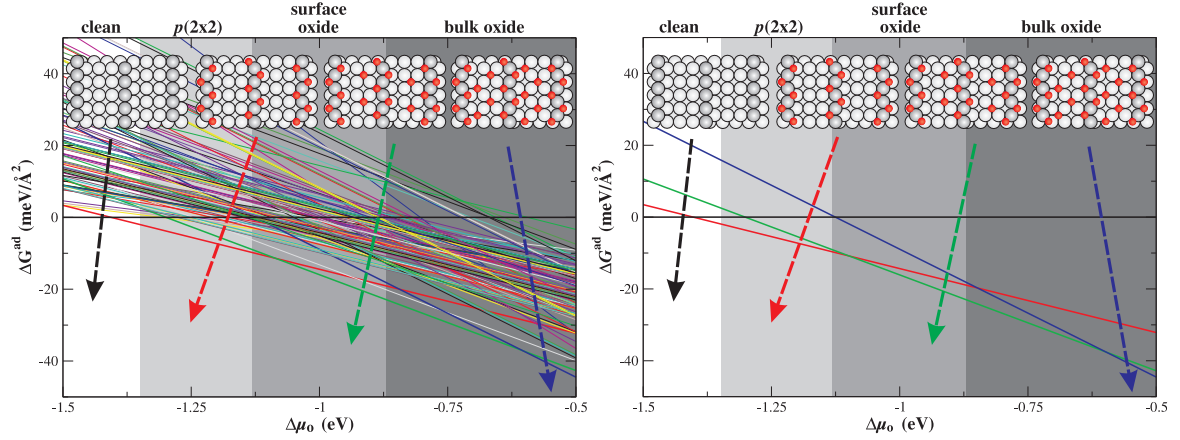 surface
clean p(2x2) oxide bulk oxide
40
20
0
-20
-40
ΔG^ad (meV/Å²)
-1.5 -1.25 -1 -0.75 -0.5
Δμ_o (eV)
surface
clean p(2x2) oxide bulk oxide
40
20
0
-20
-40
ΔG^ad (meV/Å²)
-1.5 -1.25 -1 -0.75 -0.5
Δμ_o (eV)